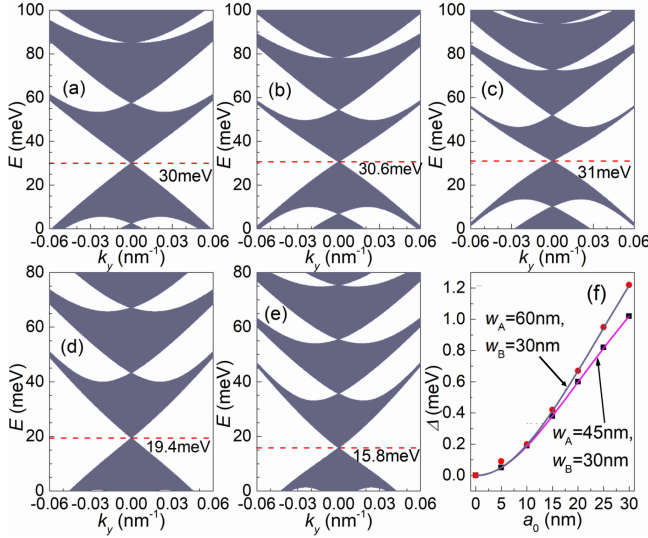 100
80
60
40
20
0
E (meV)
(a)
30meV
-0.06 -0.03 0.00 0.03 0.06
k_y (nm⁻¹)
100
80
60
40
20
0
E (meV)
(b)
30.6meV
-0.06 -0.03 0.00 0.03 0.06
k_y (nm⁻¹)
100
80
60
40
20
0
E (meV)
(c)
31meV
-0.06 -0.03 0.00 0.03 0.06
k_y (nm⁻¹)
80
60
40
20
0
E (meV)
(d)
19.4meV
-0.06 -0.03 0.00 0.03 0.06
k_y (nm⁻¹)
80
60
40
20
0
E (meV)
(e)
15.8meV
-0.06 -0.03 0.00 0.03 0.06
k_y (nm⁻¹)
1.2
1.0
0.8
0.6
0.4
0.2
0.0
Δ (meV)
(f)
w_A=60nm,
w_B=30nm
w_A=45nm,
w_B=30nm
0 5 10 15 20 25 30
a_0 (nm)